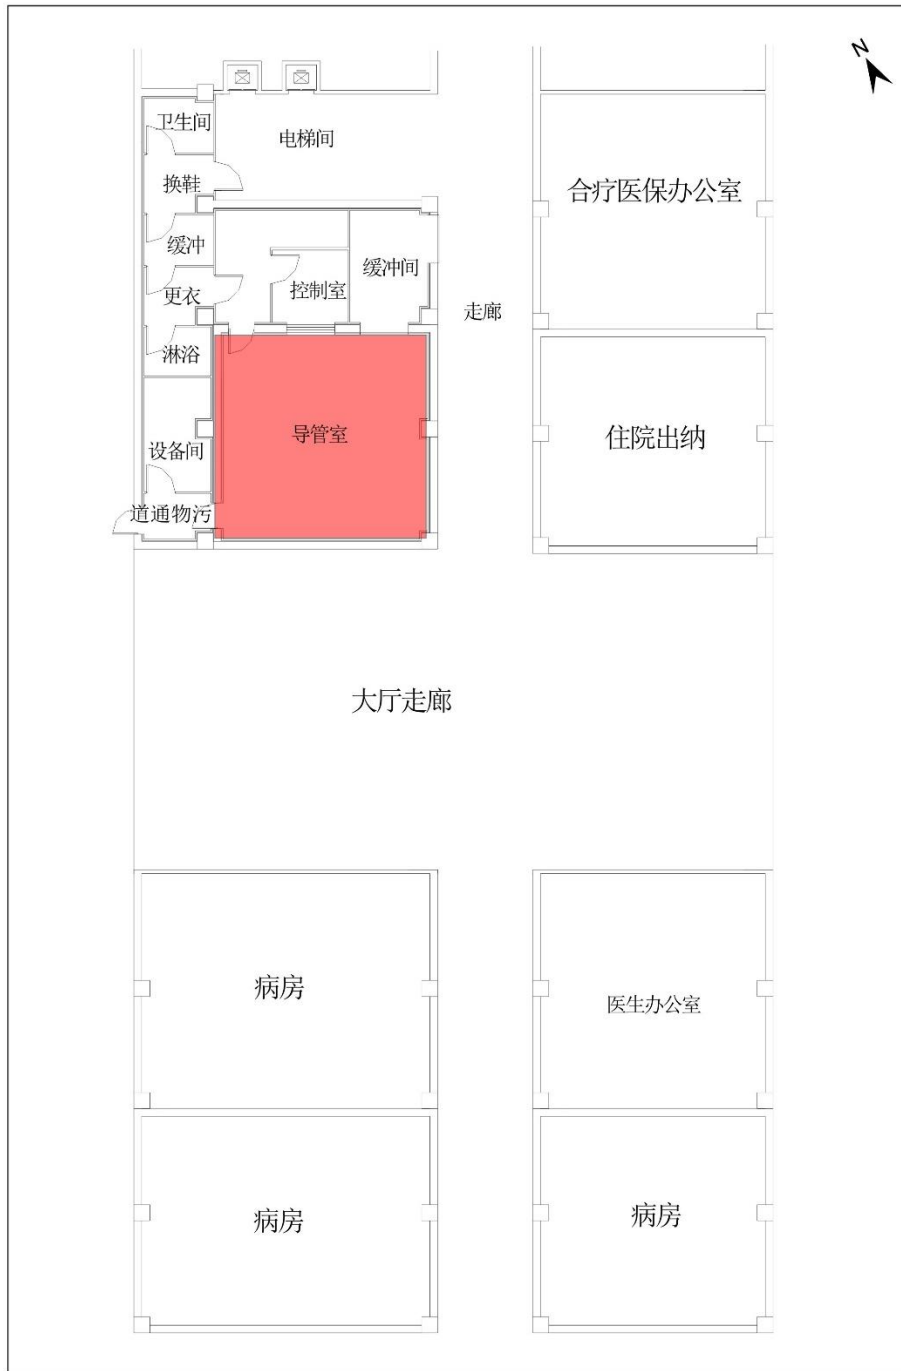 N
卫生间
电梯间
换鞋
合疗医保办公室
缓冲
缓冲间
更衣
控制室
走廊
淋浴
导管室
住院出纳
设备间
道通物污
大厅走廊
病房
医生办公室
病房
病房